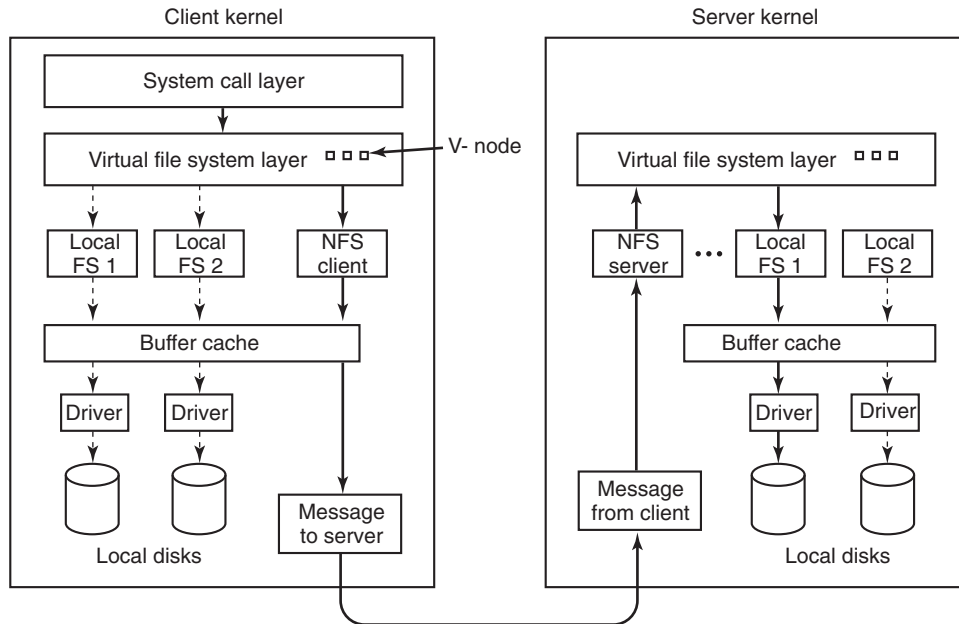 Client kernel
Server kernel
System call layer
Virtual file system layer
V- node
Virtual file system layer
Local
FS 1
Local
FS 2
NFS
client
NFS
server
Local
FS 1
Local
FS 2
Buffer cache
Buffer cache
Driver
Driver
Driver
Driver
Message
to server
Message
from client
Local disks
Local disks